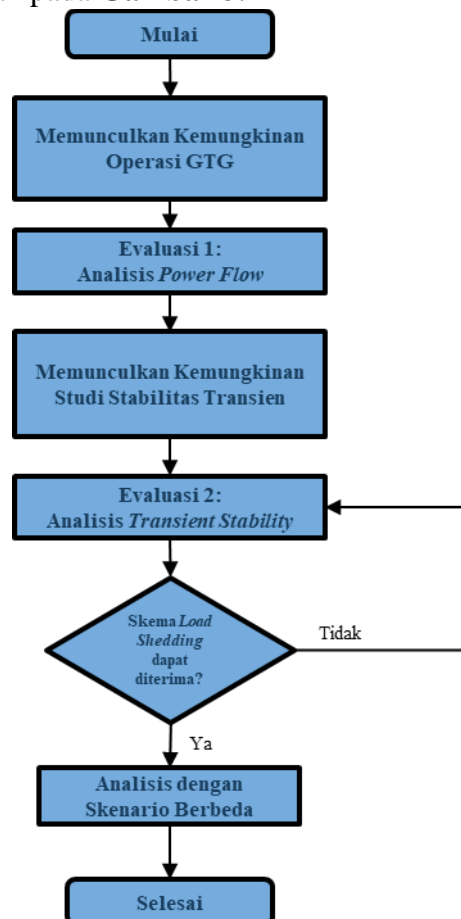 Mulai
Memunculkan Kemungkinan
Operasi GTG
Evaluasi 1:
Analisis Power Flow
Memunculkan Kemungkinan
Studi Stabilitas Transien
Evaluasi 2:
Analisis Transient Stability
Skema Load
Shedding
dapat
diterima?
Tidak
Ya
Analisis dengan
Skenario Berbeda
Selesai